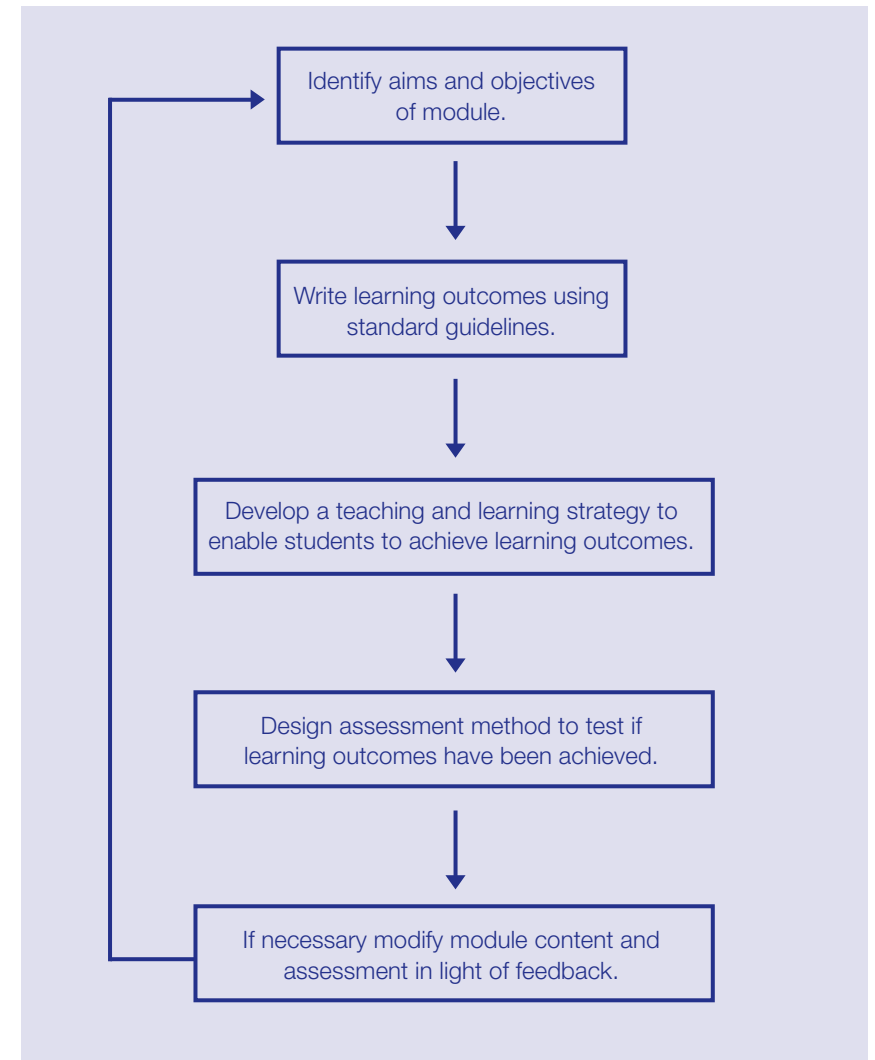 Identify aims and objectives
of module.
Write learning outcomes using
standard guidelines.
Develop a teaching and learning strategy to
enable students to achieve learning outcomes.
Design assessment method to test if
learning outcomes have been achieved.
If necessary modify module content and
assessment in light of feedback.